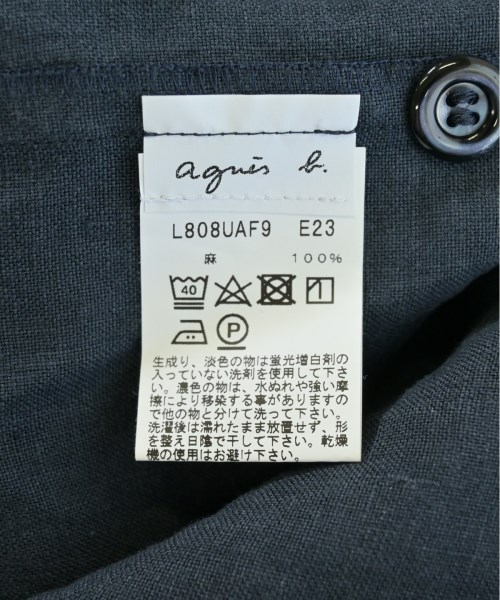 agnès b.
L808UAF9 E23
麻 100%
40
P
生成り、淡色の物は蛍光増白剤の
入っていない洗剤を使用して下さ
い。濃色の物は、水ぬれや強い摩
擦により移染する事がありますの
で他の物と分けて洗って下さい。
洗濯後は濡れたまま放置せず、形
を整え日陰で干して下さい。乾燥
機の使用はお避け下さい。